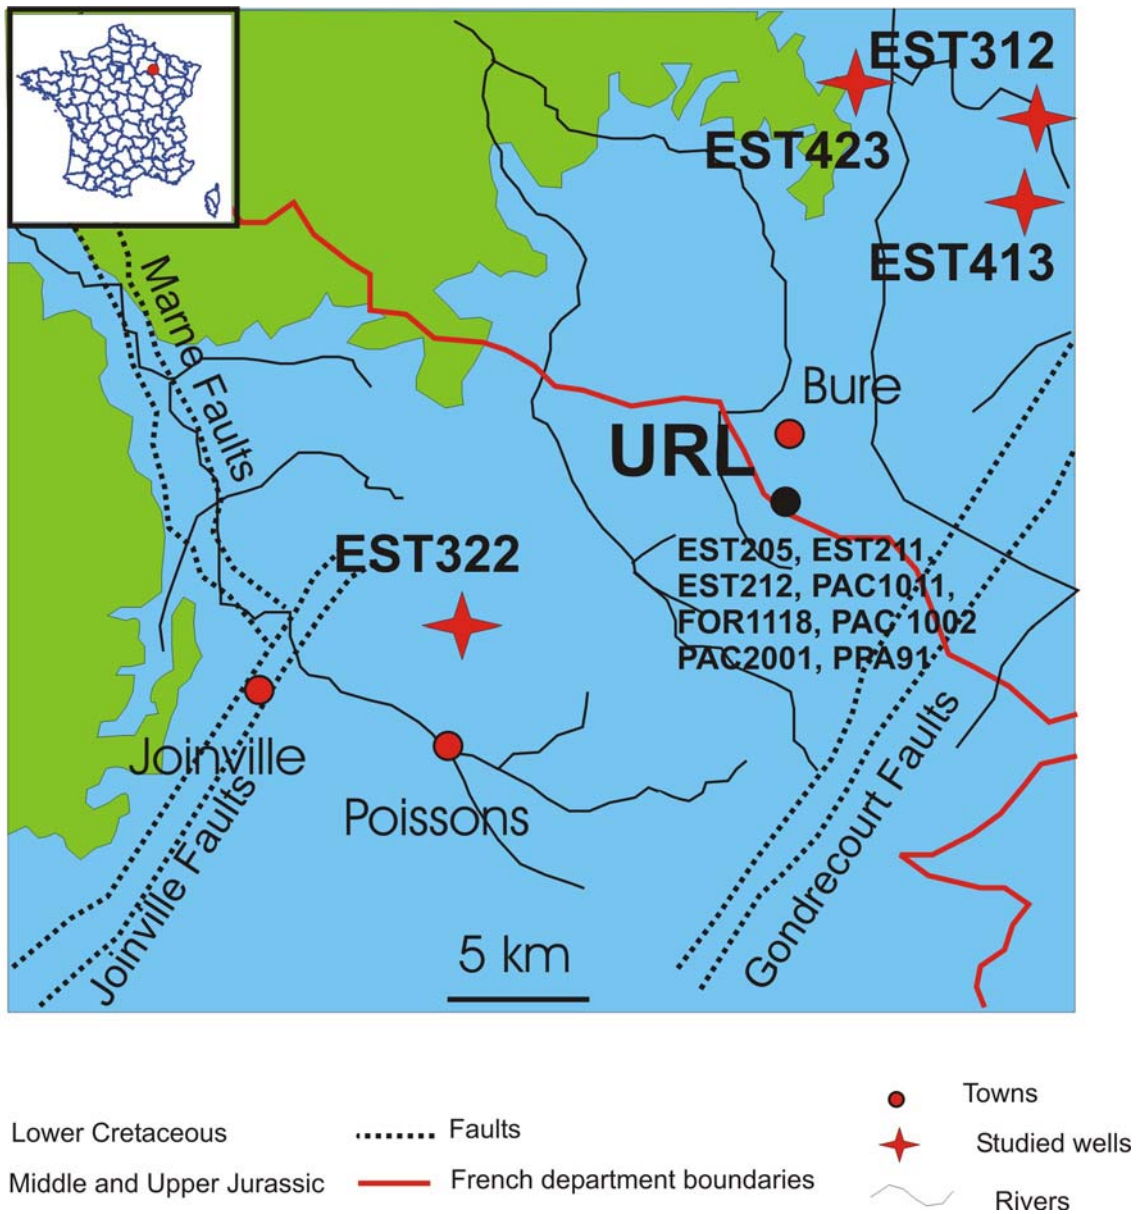 EST312
EST423
EST413
Marne Faults
Bure
URL
EST322
EST205, EST211,
EST212, PAC1011,
FOR1118, PAC 1002
PAC2001, PPA91
Joinville
Poissons
Joinville Faults
Gondrecourt Faults
5 km
Towns
Lower Cretaceous
Faults
Studied wells
Middle and Upper Jurassic
French department boundaries
Rivers